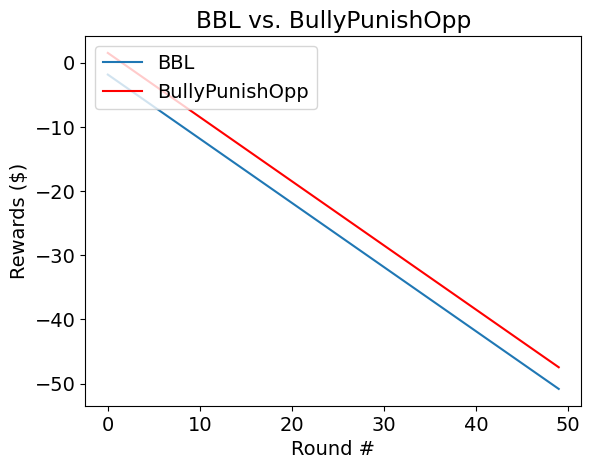 BBL vs. BullyPunishOpp
BBL
BullyPunishOpp
0
−10
−20
−30
−40
−50
Rewards ($)
0 10 20 30 40 50
Round #